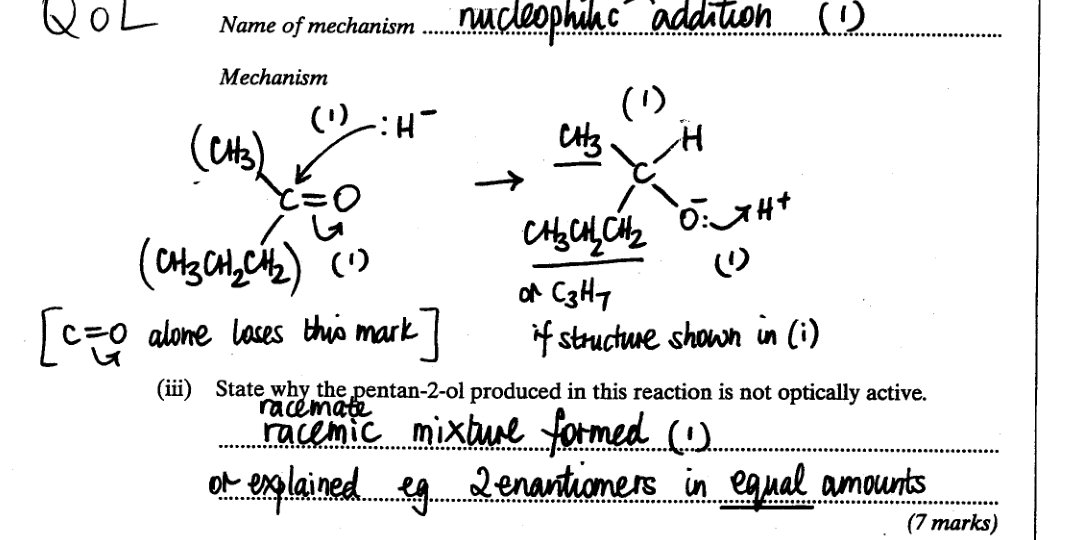 QoL Name of mechanism nucleophilic addition (1)
Mechanism
(1) :H⁻ (1)
(CH₃) CH₃ H
C=O → C
(CH₃CH₂CH₂) (1) CH₃CH₂CH₂ O⁻: H⁺
(1)
or C₃H₇
[C=O alone loses this mark] if structure shown in (i)
(iii) State why the pentan-2-ol produced in this reaction is not optically active.
racemate
racemic mixture formed (1)
or explained eg 2 enantiomers in equal amounts
(7 marks)